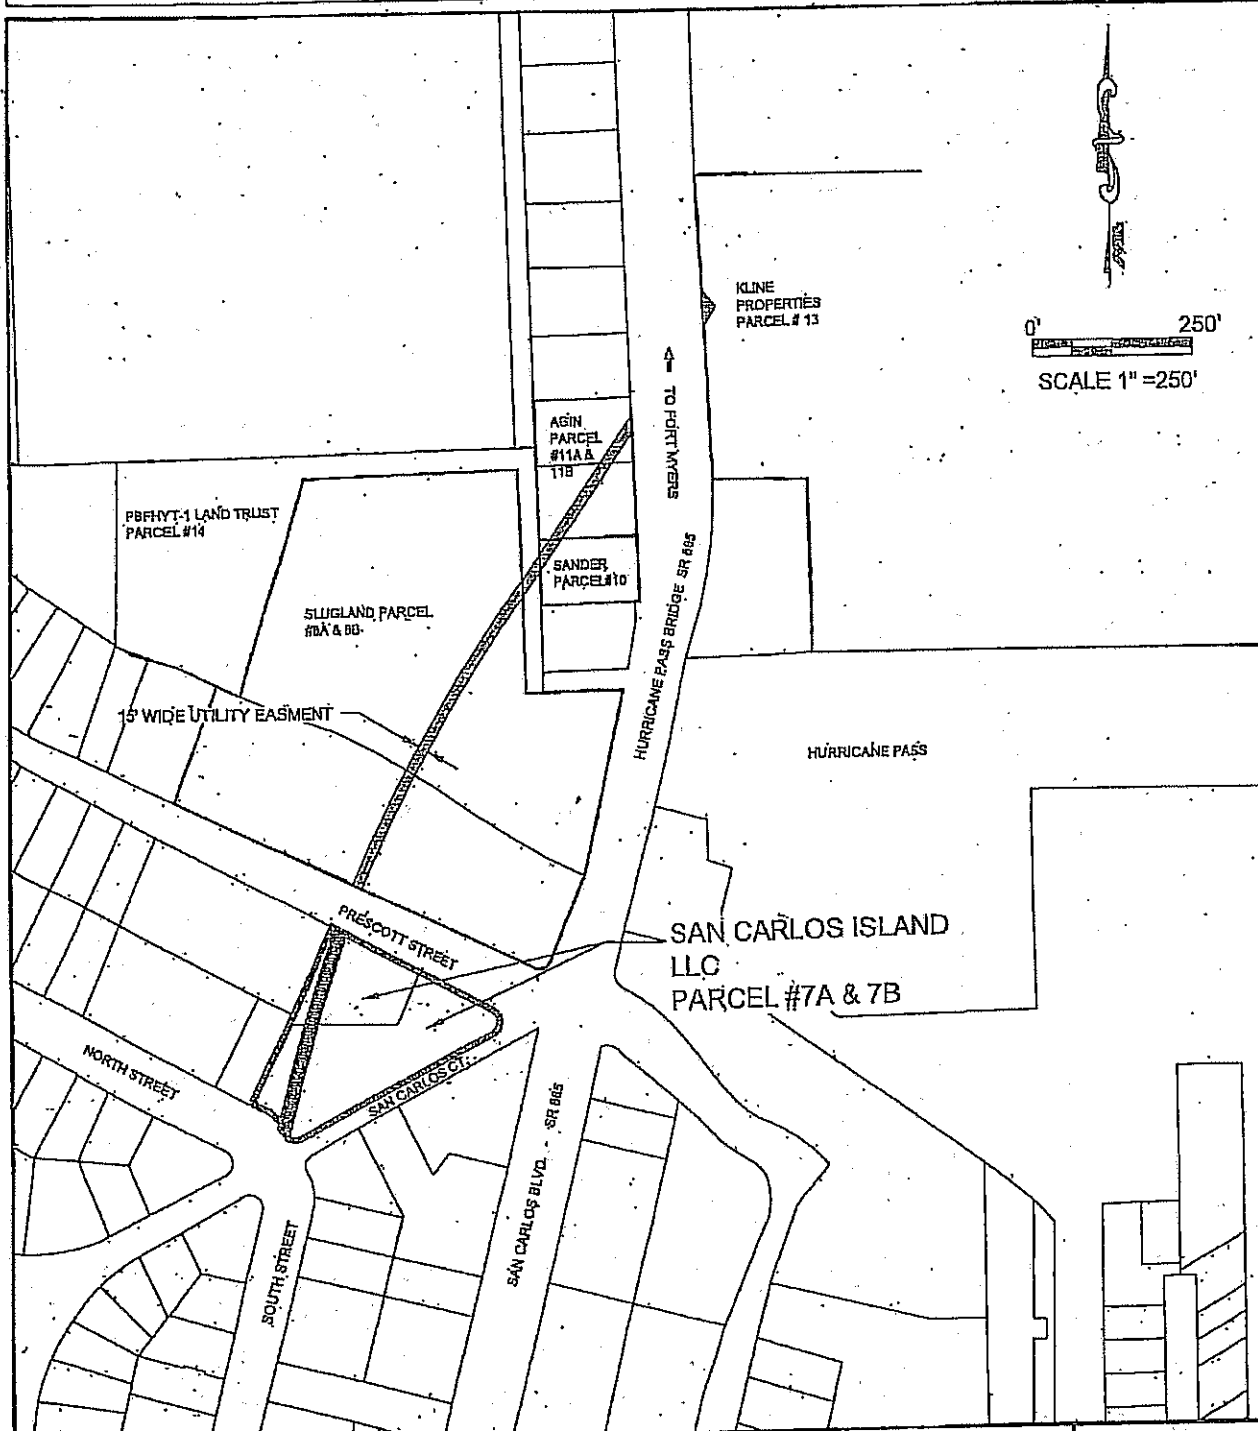 KLINE
PROPERTIES
PARCEL # 13
0' 250'
SCALE 1" =250'
TO FORT MYERS
AGIN
PARCEL
#11A &
11B
PBFHYT-1 LAND TRUST
PARCEL #14
SANDER
PARCEL#10
SLUGLAND PARCEL
HURRICANE PASS BRIDGE SR 865
15' WIDE UTILITY EASMENT
HURRICANE PASS
PRESCOTT STREET
SAN CARLOS ISLAND
LLC
PARCEL #7A & 7B
NORTH STREET
SAN CARLOS CT.
SAN CARLOS BLVD. - SR 865
SOUTH STREET